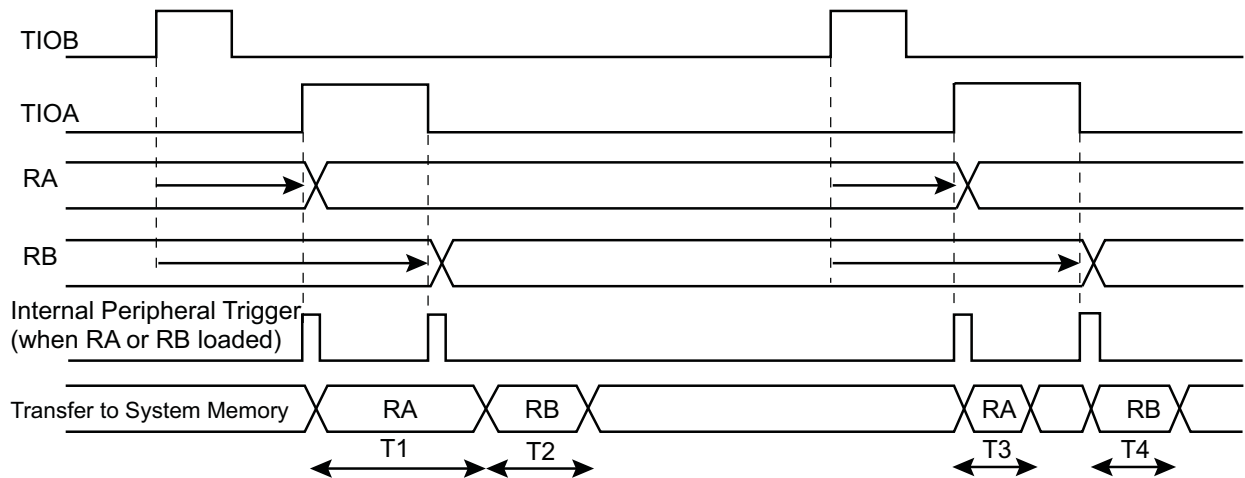 TIOB
TIOA
RA
RB
Internal Peripheral Trigger
(when RA or RB loaded)
Transfer to System Memory RA RB RA RB
T1 T2 T3 T4